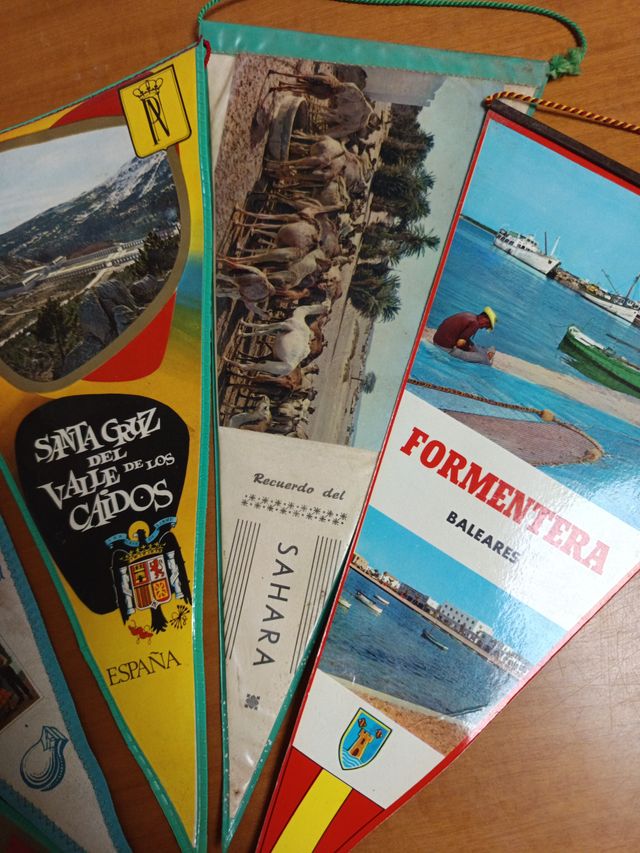 SANTA CRUZ
DEL
VALLE DE LOS
CAIDOS
ESPAÑA
Recuerdo del
SAHARA
FORMENTERA
BALEARES